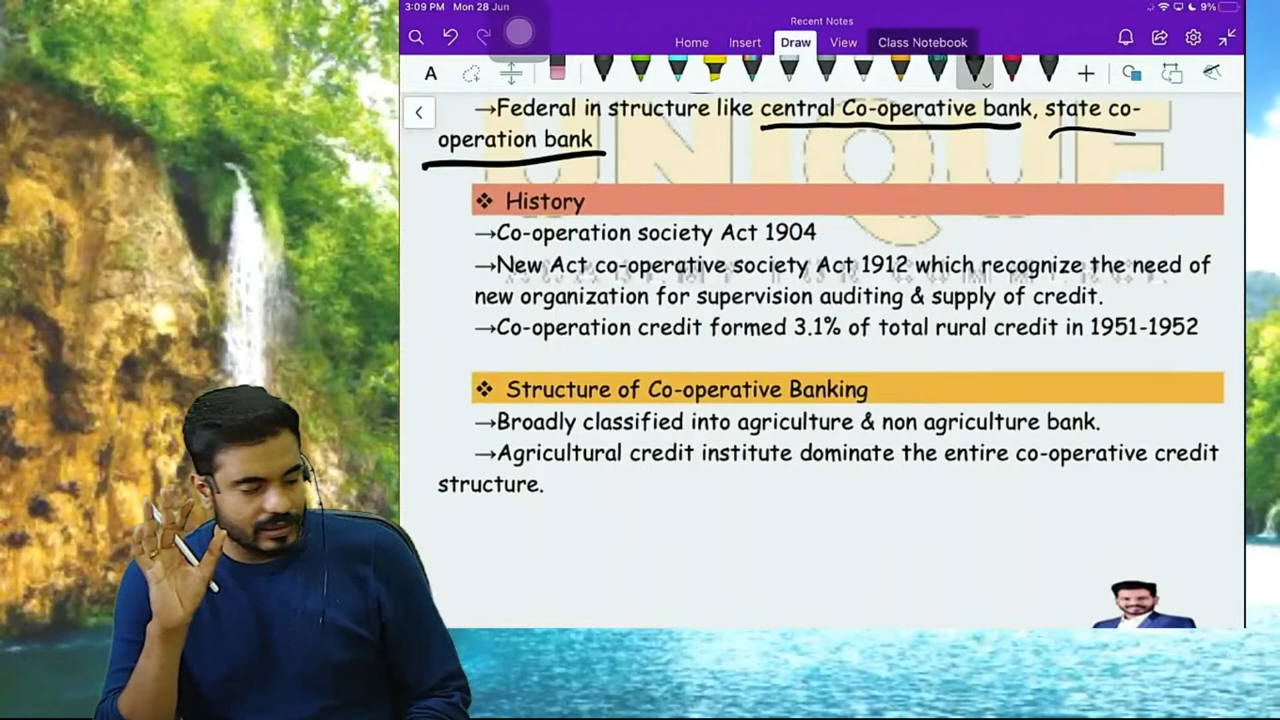 3:09 PM Mon 28 Jun
9%
Recent Notes
Home Insert Draw View Class Notebook
A
→Federal in structure like central Co-operative bank, state co-
operation bank
UNIQUE
❖ History
→Co-operation society Act 1904
→New Act co-operative society Act 1912 which recognize the need of
new organization for supervision auditing & supply of credit.
→Co-operation credit formed 3.1% of total rural credit in 1951-1952
❖ Structure of Co-operative Banking
→Broadly classified into agriculture & non agriculture bank.
→Agricultural credit institute dominate the entire co-operative credit
structure.